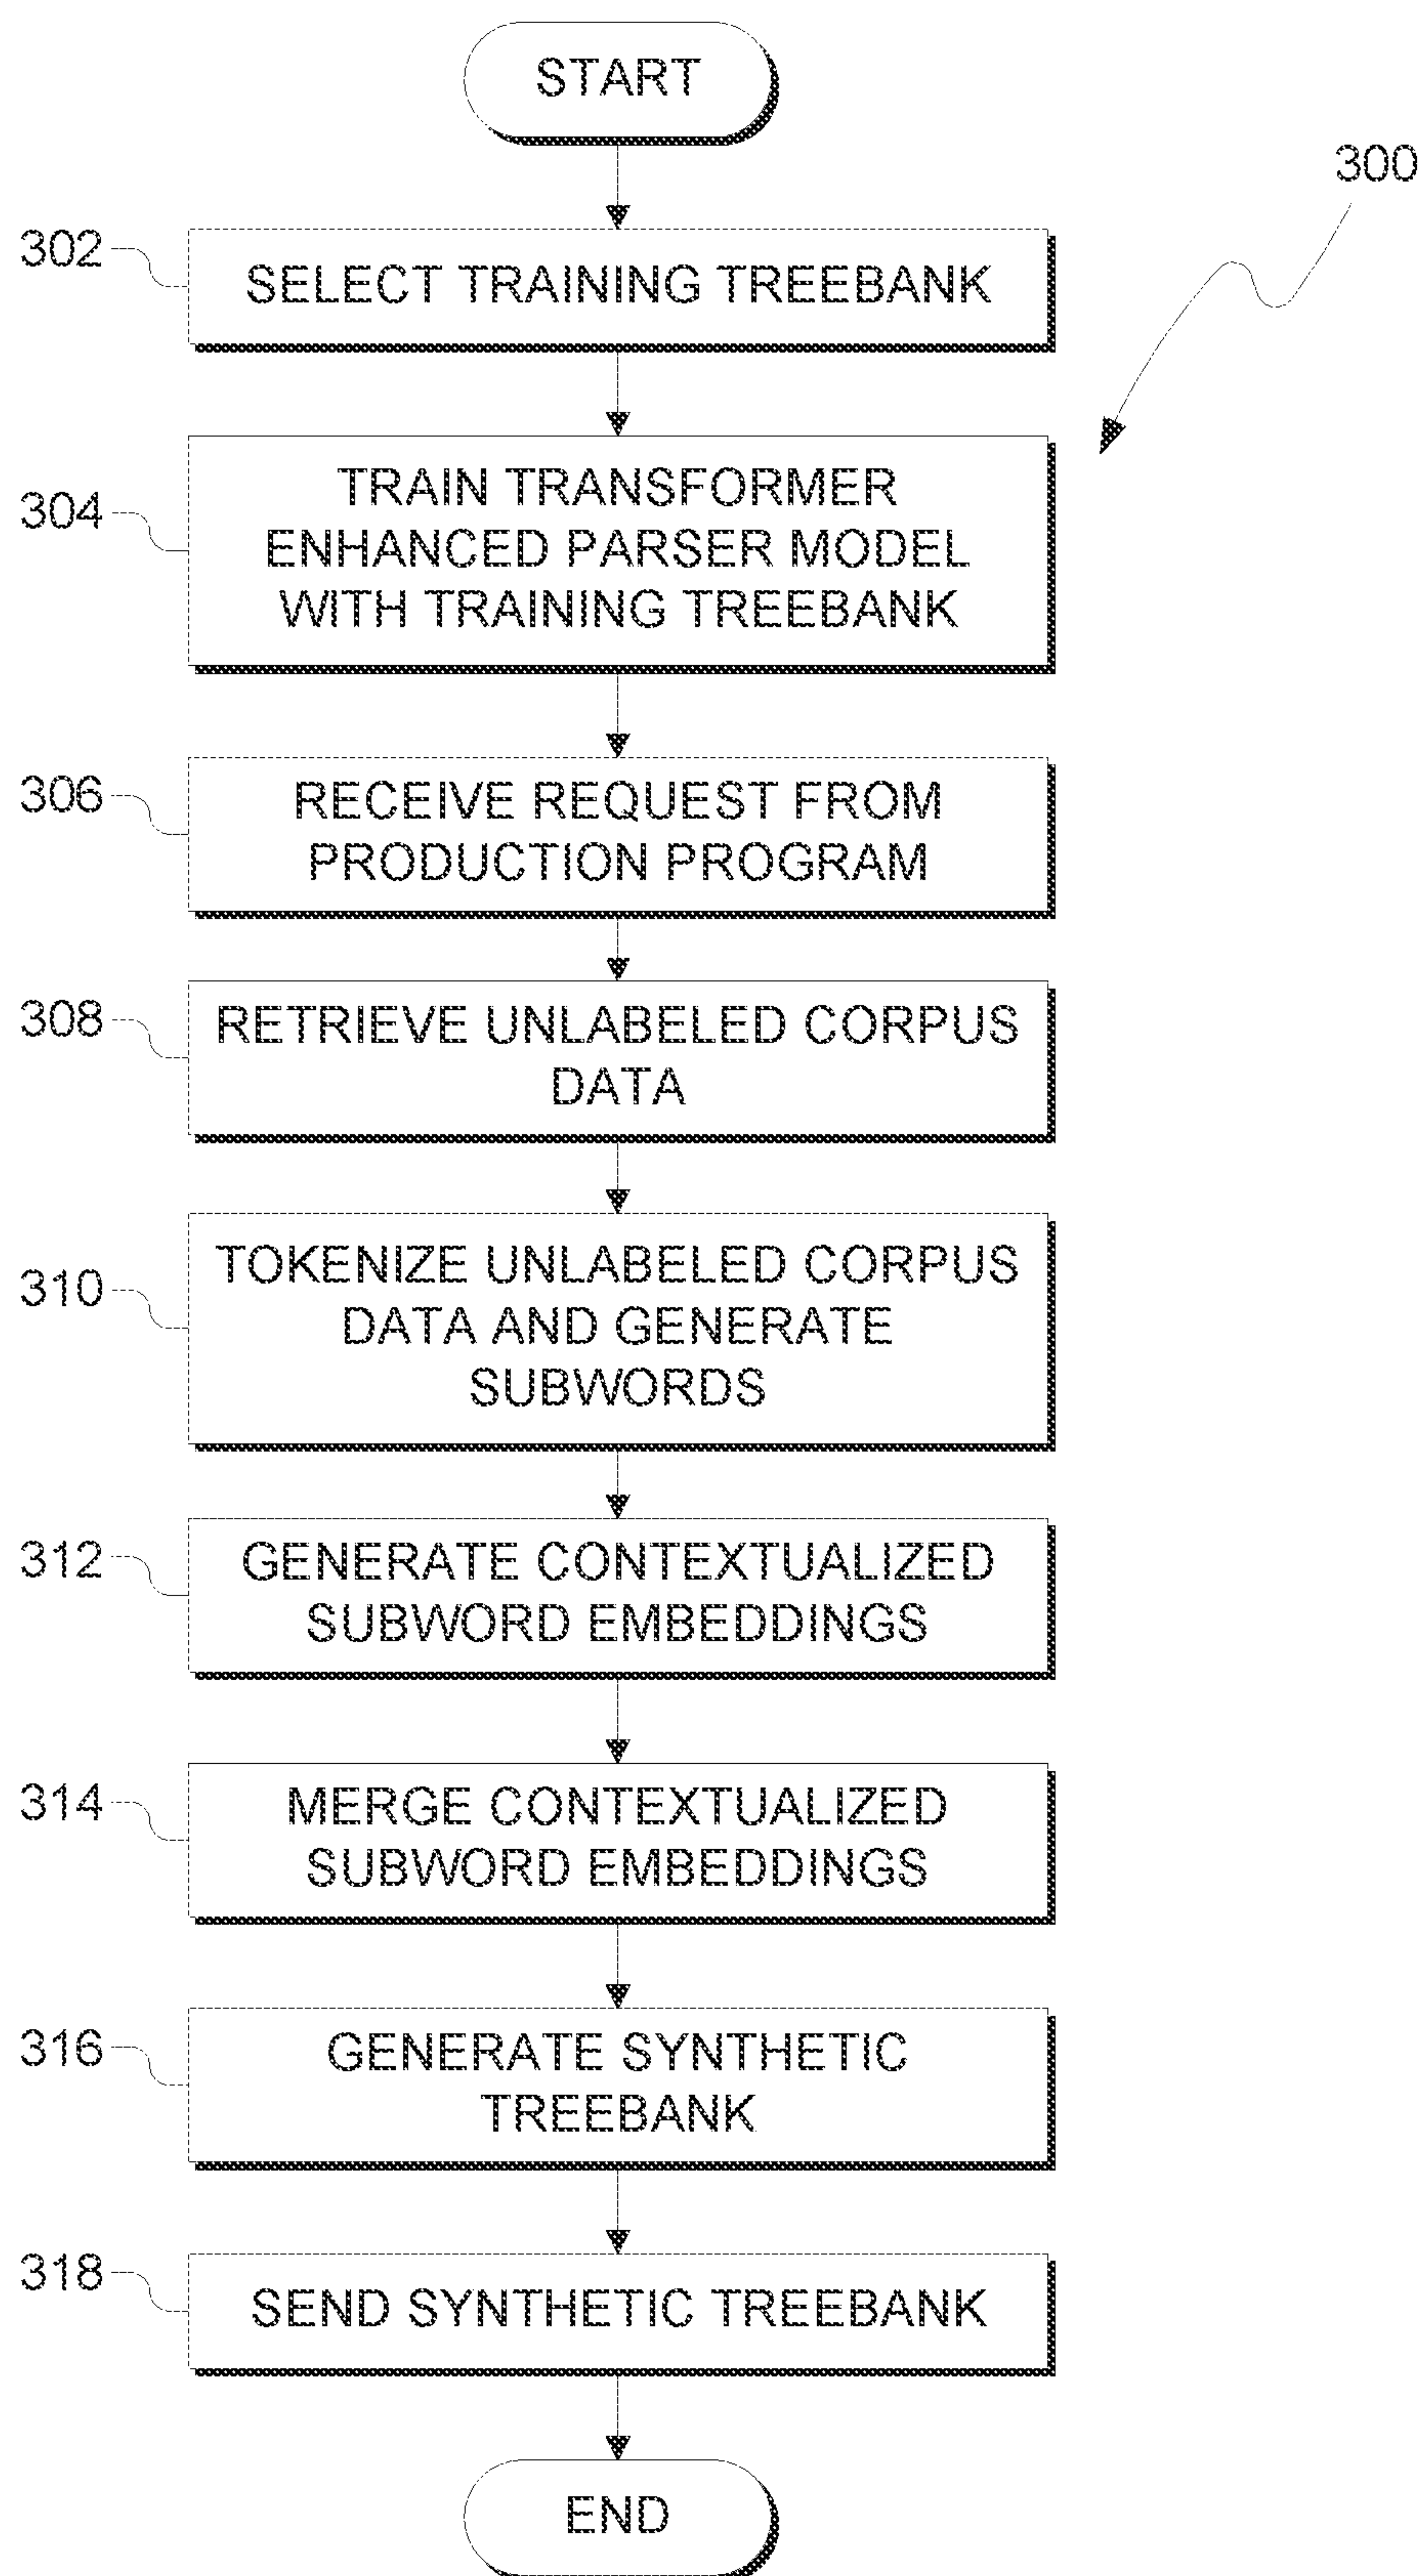 START
300
302
SELECT TRAINING TREEBANK
304
TRAIN TRANSFORMER
ENHANCED PARSER MODEL
WITH TRAINING TREEBANK
306
RECEIVE REQUEST FROM
PRODUCTION PROGRAM
308
RETRIEVE UNLABELED CORPUS
DATA
310
TOKENIZE UNLABELED CORPUS
DATA AND GENERATE
SUBWORDS
312
GENERATE CONTEXTUALIZED
SUBWORD EMBEDDINGS
314
MERGE CONTEXTUALIZED
SUBWORD EMBEDDINGS
316
GENERATE SYNTHETIC
TREEBANK
318
SEND SYNTHETIC TREEBANK
END